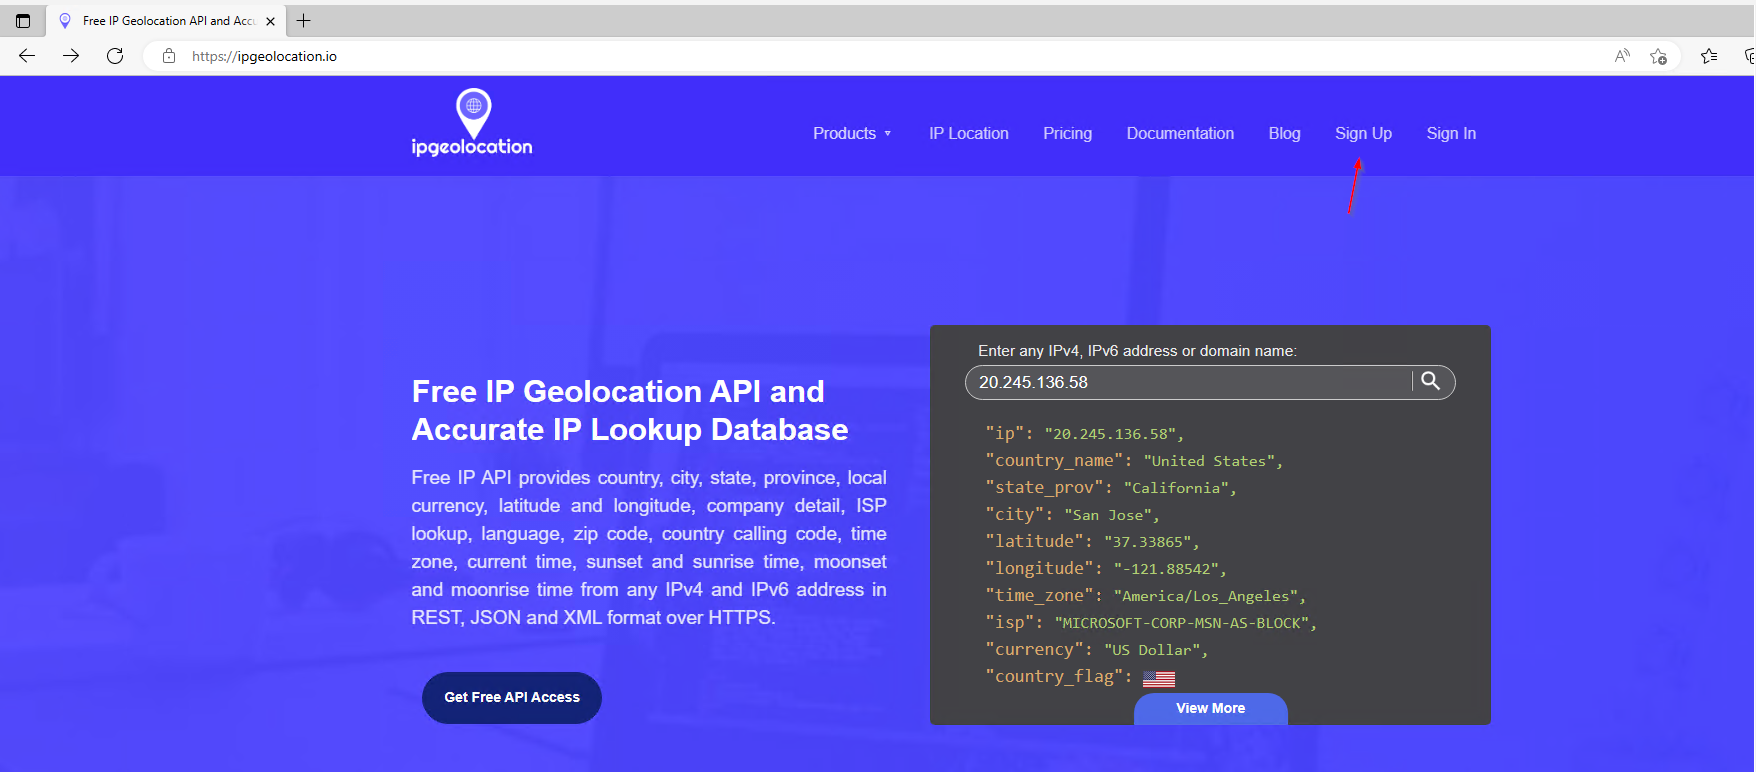 Free IP Geolocation API and Accu
https://ipgeolocation.io
ipgeolocation
Products
IP Location
Pricing
Documentation
Blog
Sign Up
Sign In
Free IP Geolocation API and
Accurate IP Lookup Database
Free IP API provides country, city, state, province, local
currency, latitude and longitude, company detail, ISP
lookup, language, zip code, country calling code, time
zone, current time, sunset and sunrise time, moonset
and moonrise time from any IPv4 and IPv6 address in
REST, JSON and XML format over HTTPS.
Get Free API Access
Enter any IPv4, IPv6 address or domain name:
20.245.136.58
"ip": "20.245.136.58",
"country_name": "United States",
"state_prov": "California",
"city": "San Jose",
"latitude": "37.33865",
"longitude": "-121.88542",
"time_zone": "America/Los_Angeles",
"isp": "MICROSOFT-CORP-MSN-AS-BLOCK",
"currency": "US Dollar",
"country_flag":
View More